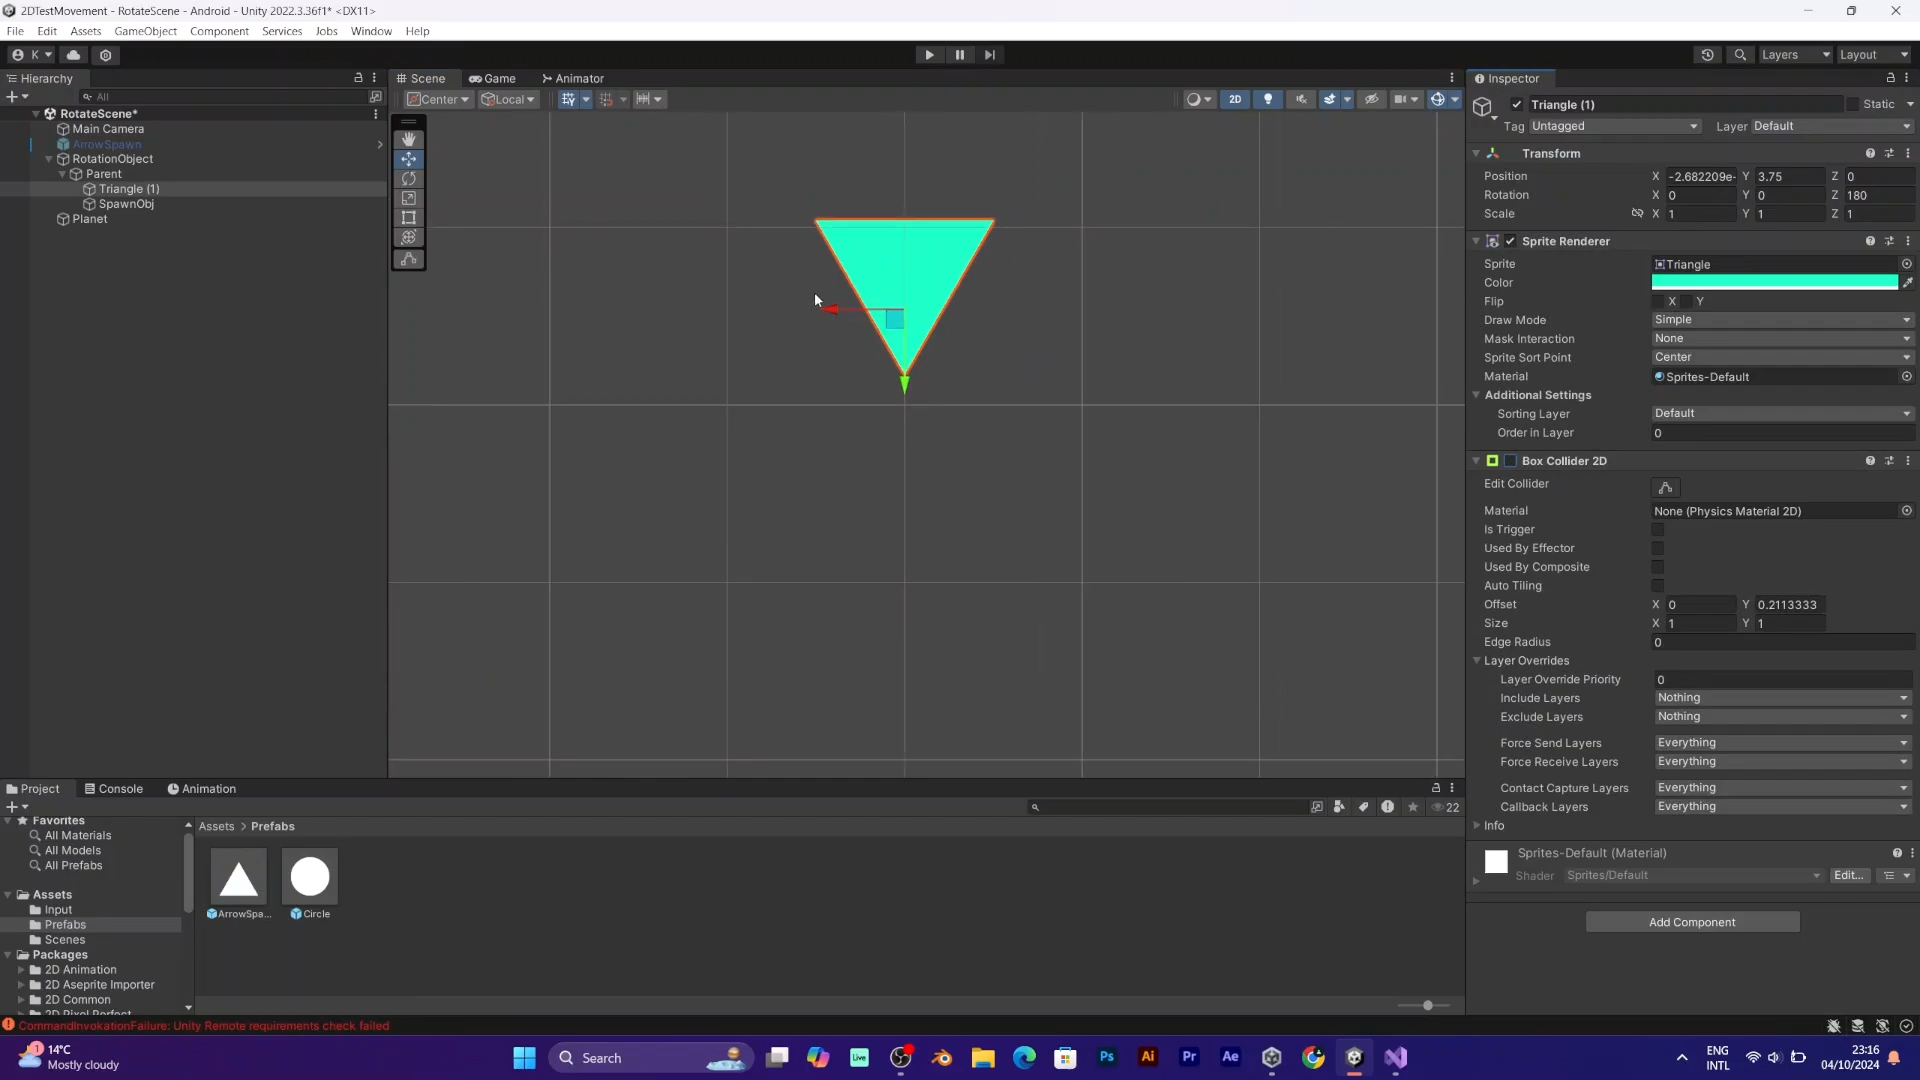 2DTestMovement - RotateScene - Android - Unity 2022.3.36f1* <DX11>
File Edit Assets GameObject Component Services Jobs Window Help
K Layers Layout
Hierarchy Scene Game Animator Inspector
All Center Local 2D
RotateScene*
Main Camera
ArrowSpawn
RotationObject
Parent
Triangle (1)
SpawnObj
Planet
Triangle (1) Static
Tag Untagged Layer Default
Transform
Position X -2.682209e- Y 3.75 Z 0
Rotation X 0 Y 0 Z 180
Scale X 1 Y 1 Z 1
Sprite Renderer
Sprite Triangle
Color
Flip X Y
Draw Mode Simple
Mask Interaction None
Sprite Sort Point Center
Material Sprites-Default
Additional Settings
Sorting Layer Default
Order in Layer 0
Box Collider 2D
Edit Collider
Material None (Physics Material 2D)
Is Trigger
Used By Effector
Used By Composite
Auto Tiling
Offset X 0 Y 0.2113333
Size X 1 Y 1
Edge Radius 0
Layer Overrides
Layer Override Priority 0
Include Layers Nothing
Exclude Layers Nothing
Force Send Layers Everything
Force Receive Layers Everything
Contact Capture Layers Everything
Callback Layers Everything
Info
Sprites-Default (Material)
Shader Sprites/Default Edit...
Add Component
Project Console Animation
22
Favorites
All Materials
All Models
All Prefabs
Assets
Input
Prefabs
Scenes
Packages
2D Animation
2D Aseprite Importer
2D Common
2D Pixel Perfect
Assets > Prefabs
ArrowSpa... Circle
CommandInvokationFailure: Unity Remote requirements check failed
1 14°C
Mostly cloudy
Search
Live Ps Ai Pr Ae
ENG
INTL
23:16
04/10/2024